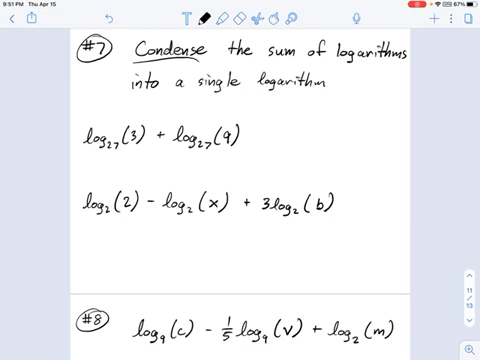 9:51 PM Thu Apr 15
67%
#7 Condense the sum of logarithms
into a single logarithm
log₂₇(3) + log₂₇(9)
log₂(2) − log₂(x) + 3log₂(b)
11
/
13
#8 log₉(c) − 1/5 log₉(v) + log₂(m)